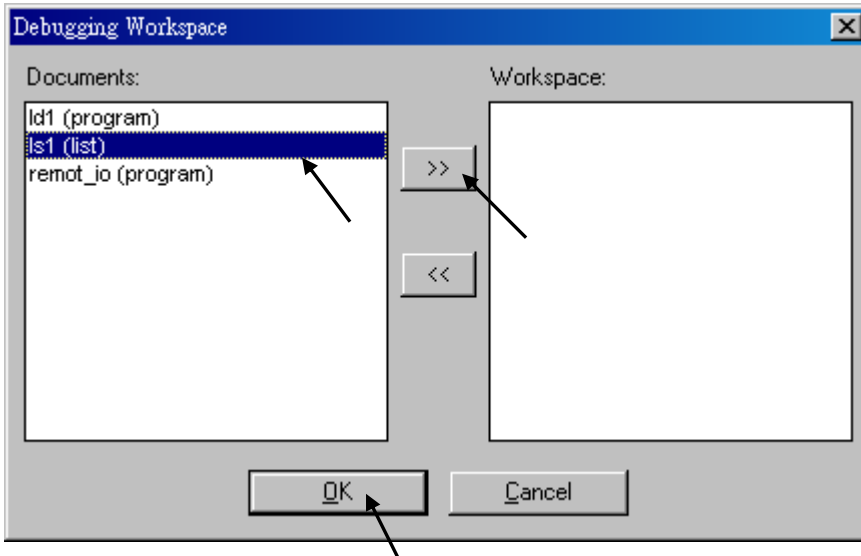 Debugging Workspace
Documents:
Workspace:
ld1 (program)
ls1 (list)
remot_io (program)
>>
<<
OK
Cancel